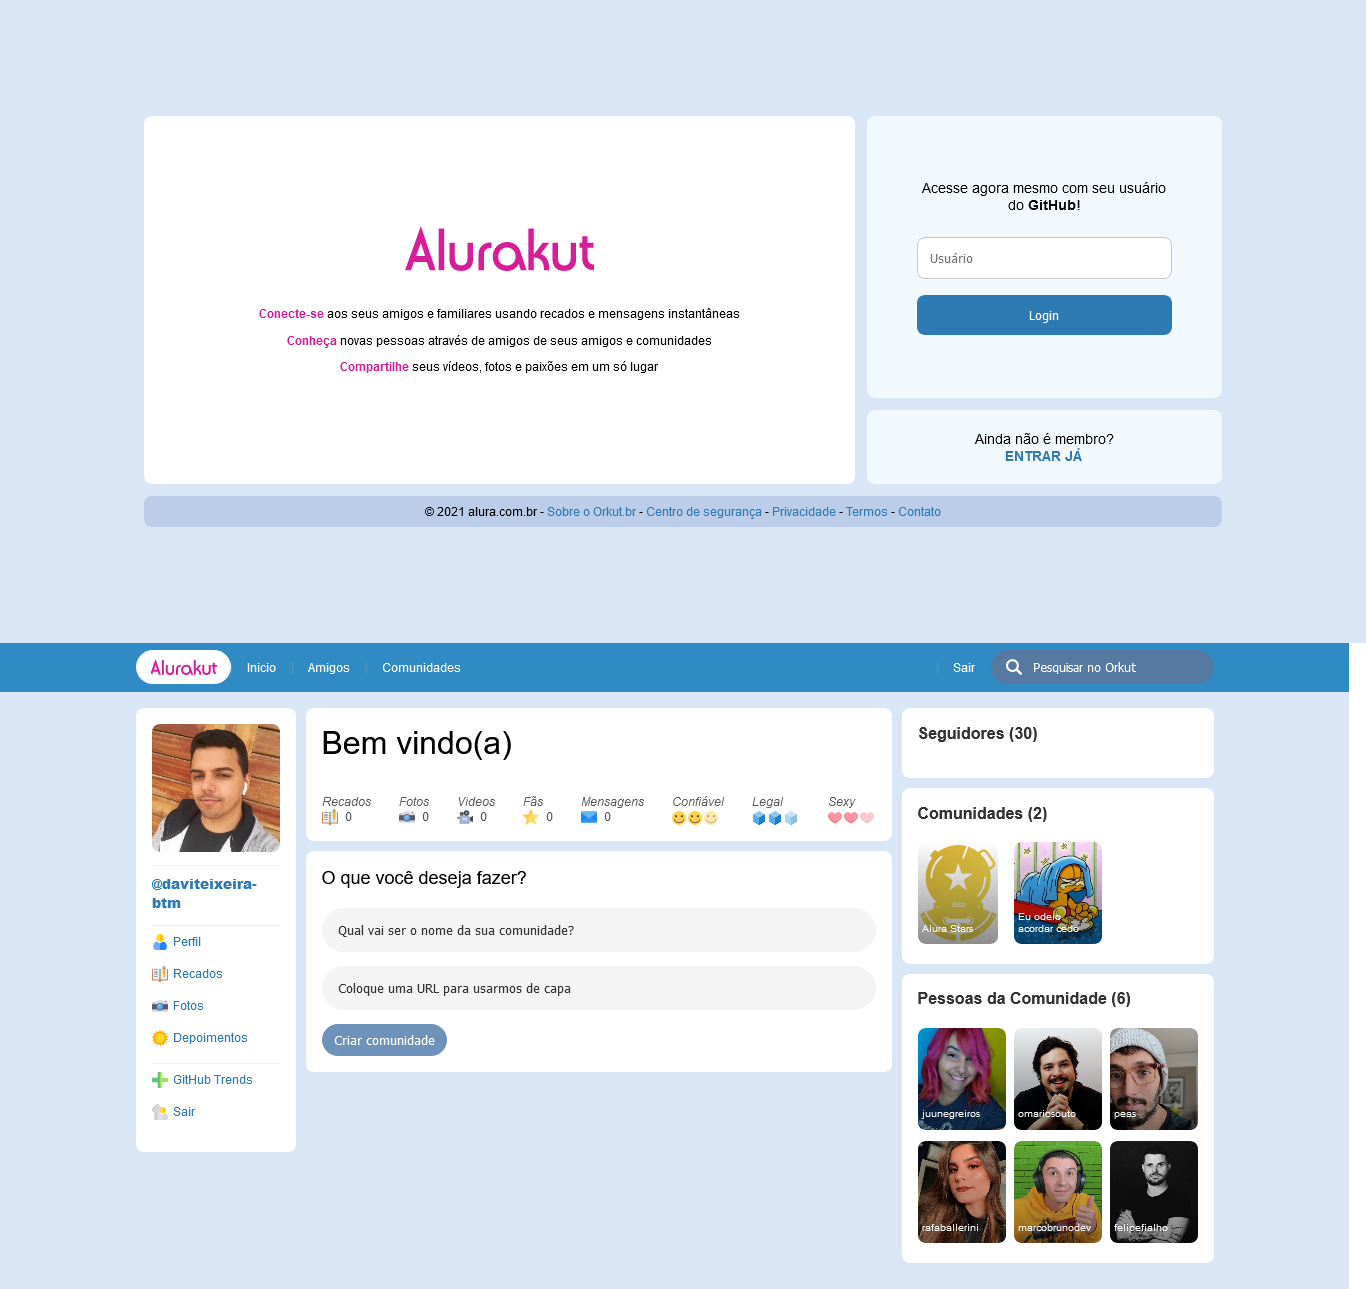 Alurakut
Conecte-se aos seus amigos e familiares usando recados e mensagens instantâneas
Conheça novas pessoas através de amigos de seus amigos e comunidades
Compartilhe seus vídeos, fotos e paixões em um só lugar
Acesse agora mesmo com seu usuário
do GitHub!
Usuário
Login
Ainda não é membro?
ENTRAR JÁ
© 2021 alura.com.br - Sobre o Orkut.br - Centro de segurança - Privacidade - Termos - Contato
Alurakut Inicio | Amigos | Comunidades | Sair Pesquisar no Orkut
@daviteixeira-
btm
Perfil
Recados
Fotos
Depoimentos
GitHub Trends
Sair
Bem vindo(a)
Recados Fotos Videos Fãs Mensagens Confiável Legal Sexy
0 0 0 0 0
O que você deseja fazer?
Qual vai ser o nome da sua comunidade?
Coloque uma URL para usarmos de capa
Criar comunidade
Seguidores (30)
Comunidades (2)
Alura Stars
Eu odeio
acordar cedo
Pessoas da Comunidade (6)
juunegreiros omariosouto peas
rafaballerini marcobrunodev felipefialho